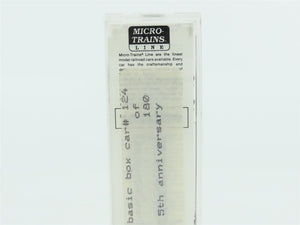 MICRO-
TRAINS
LINE
Micro-Trains® Line are the finest
model railroad cars available. Every
car has the craftsmanship and
basic box car# 124
of
180
5th anniversary